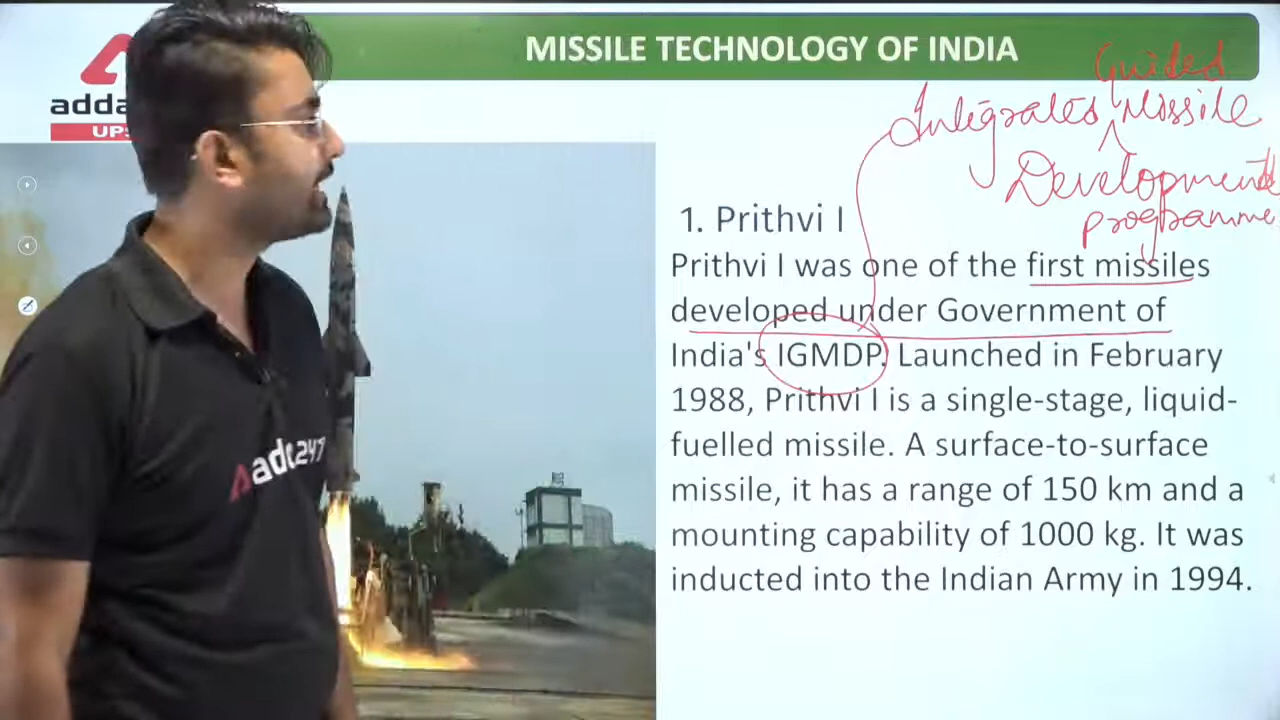 MISSILE TECHNOLOGY OF INDIA
adda
UPS
Guided
Integrates Missile
Development
programme
1. Prithvi I
Prithvi I was one of the first missiles
developed under Government of
India's IGMDP. Launched in February
1988, Prithvi I is a single-stage, liquid-
fuelled missile. A surface-to-surface
missile, it has a range of 150 km and a
mounting capability of 1000 kg. It was
inducted into the Indian Army in 1994.
adda247